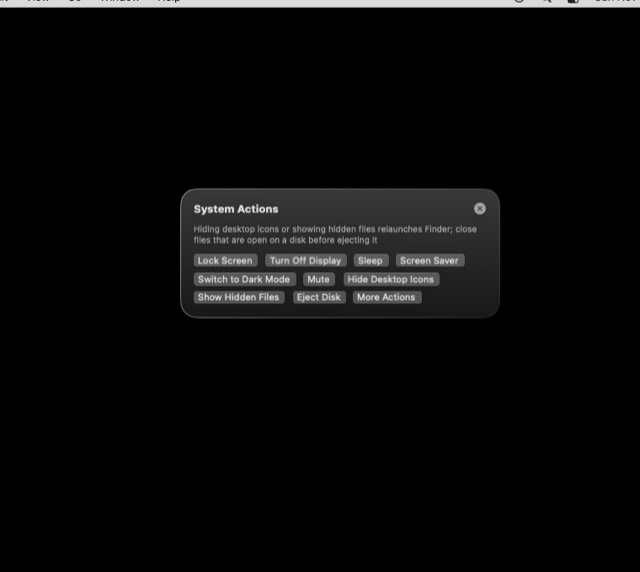 Window Help
System Actions
Hiding desktop icons or showing hidden files relaunches Finder; close
files that are open on a disk before ejecting it
Lock Screen Turn Off Display Sleep Screen Saver
Switch to Dark Mode Mute Hide Desktop Icons
Show Hidden Files Eject Disk More Actions